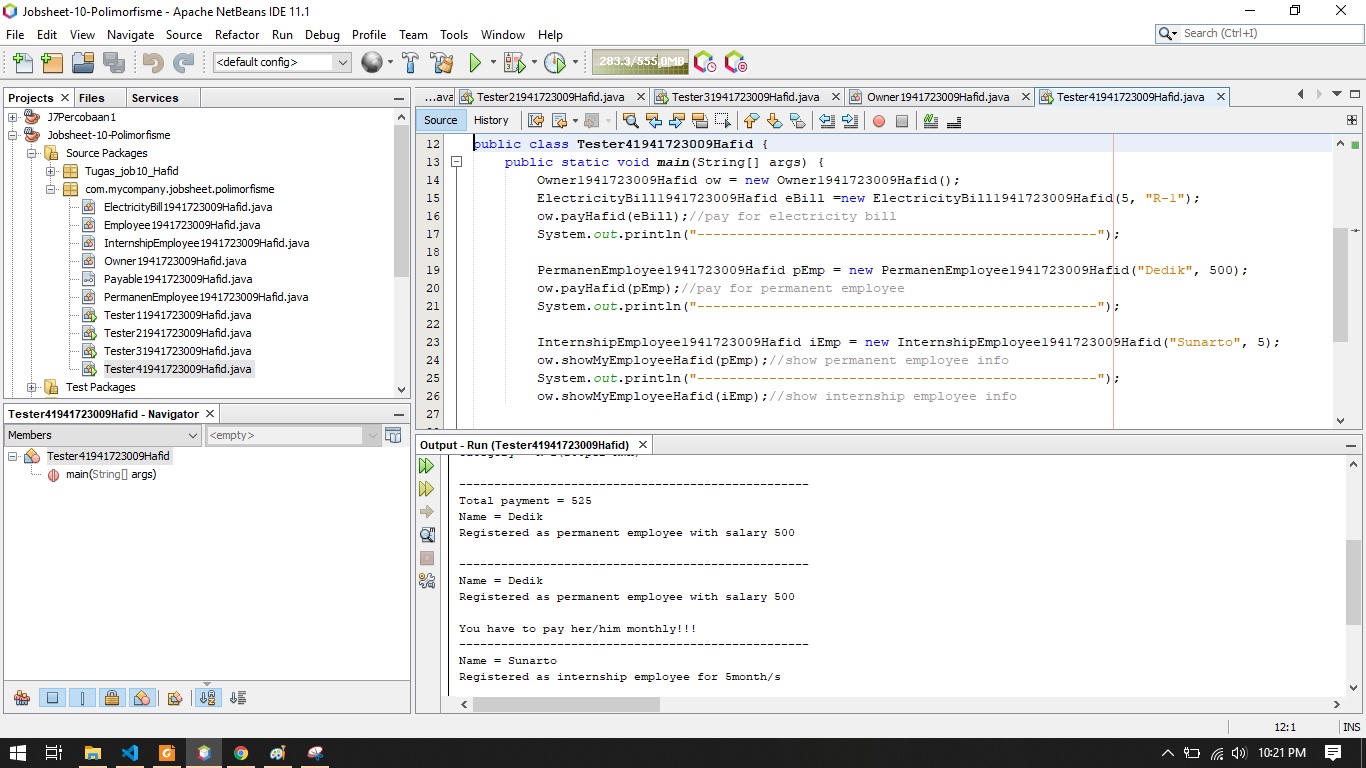 Jobsheet-10-Polimorfisme - Apache NetBeans IDE 11.1
File Edit View Navigate Source Refactor Run Debug Profile Team Tools Window Help
Search (Ctrl+I)
<default config>
283.3/555.0MB
Projects Files Services
J7Percobaan1
Jobsheet-10-Polimorfisme
Source Packages
Tugas_job10_Hafid
com.mycompany.jobsheet.polimorfisme
ElectricityBill1941723009Hafid.java
Employee1941723009Hafid.java
InternshipEmployee1941723009Hafid.java
Owner1941723009Hafid.java
Payable1941723009Hafid.java
PermanenEmployee1941723009Hafid.java
Tester11941723009Hafid.java
Tester21941723009Hafid.java
Tester31941723009Hafid.java
Tester41941723009Hafid.java
Test Packages
Tester41941723009Hafid - Navigator
Members <empty>
Tester41941723009Hafid
main(String[] args)
...ava Tester21941723009Hafid.java Tester31941723009Hafid.java Owner1941723009Hafid.java Tester41941723009Hafid.java
Source History
12 public class Tester41941723009Hafid {
13 public static void main(String[] args) {
14 Owner1941723009Hafid ow = new Owner1941723009Hafid();
15 ElectricityBill1941723009Hafid eBill =new ElectricityBill1941723009Hafid(5, "R-1");
16 ow.payHafid(eBill);//pay for electricity bill
17 System.out.println("--------------------------------------------------");
18
19 PermanenEmployee1941723009Hafid pEmp = new PermanenEmployee1941723009Hafid("Dedik", 500);
20 ow.payHafid(pEmp);//pay for permanent employee
21 System.out.println("--------------------------------------------------");
22
23 InternshipEmployee1941723009Hafid iEmp = new InternshipEmployee1941723009Hafid("Sunarto", 5);
24 ow.showMyEmployeeHafid(pEmp);//show permanent employee info
25 System.out.println("--------------------------------------------------");
26 ow.showMyEmployeeHafid(iEmp);//show internship employee info
27
Output - Run (Tester41941723009Hafid)
--------------------------------------------------
Total payment = 525
Name = Dedik
Registered as permanent employee with salary 500
--------------------------------------------------
Name = Dedik
Registered as permanent employee with salary 500
You have to pay her/him monthly!!!
--------------------------------------------------
Name = Sunarto
Registered as internship employee for 5month/s
12:1 INS
10:21 PM